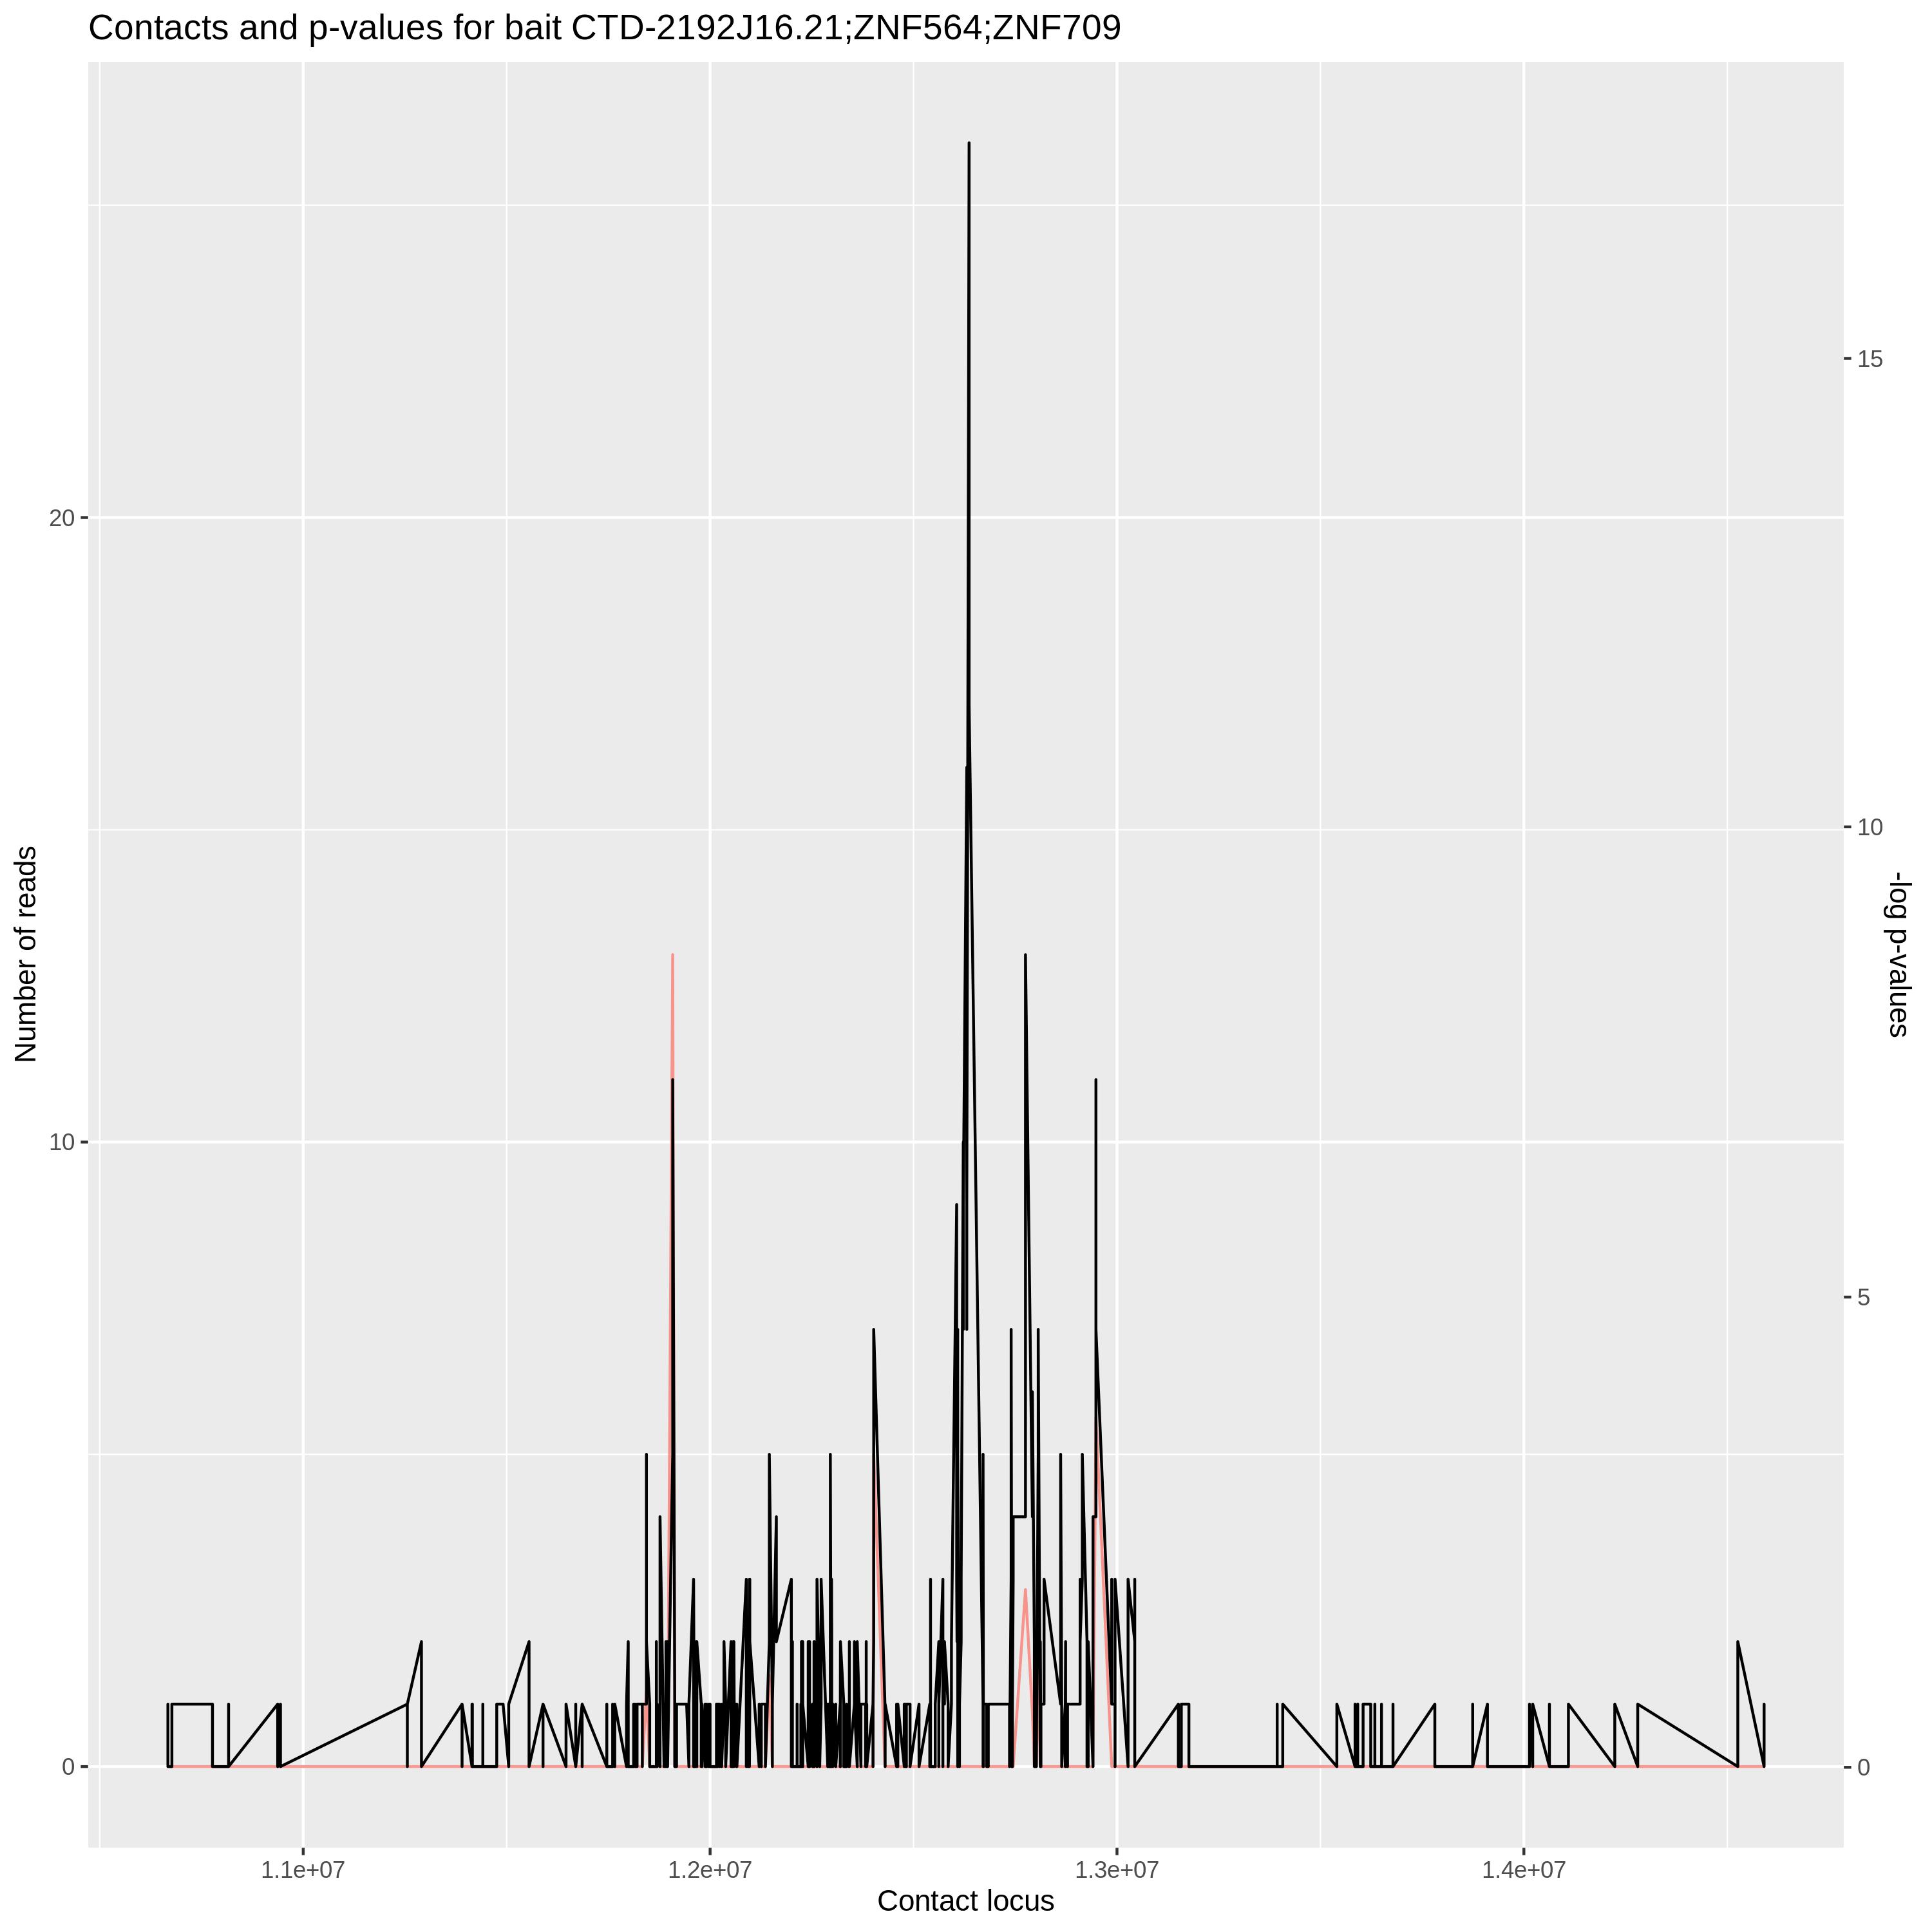 Contacts and p-values for bait CTD-2192J16.21;ZNF564;ZNF709
Number of reads
20
10
0
15
10
5
0
-log p-values
1.1e+07
1.2e+07
1.3e+07
1.4e+07
Contact locus